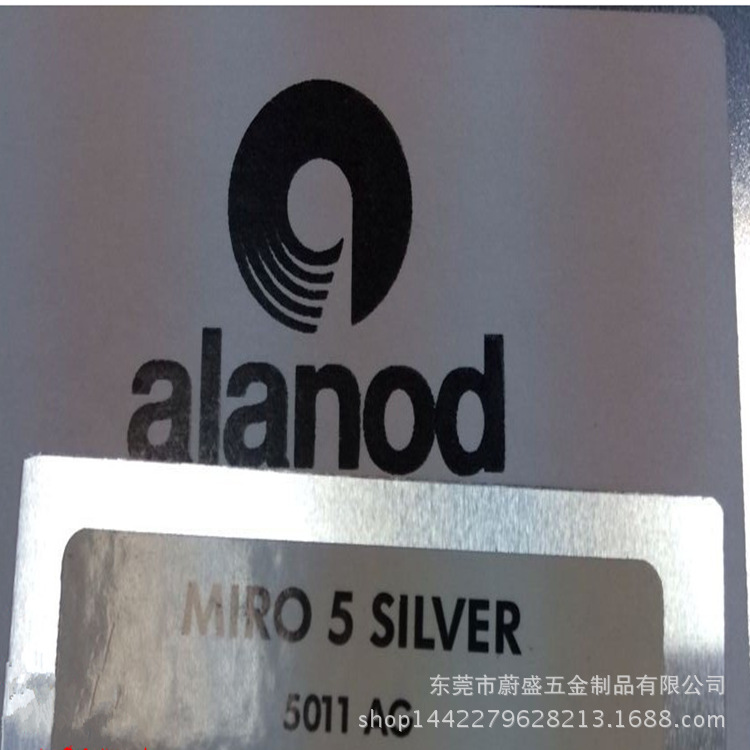 alanod
MIRO 5 SILVER
5011 AG
东莞市蔚盛五金制品有限公司
shop1442279628213.1688.com